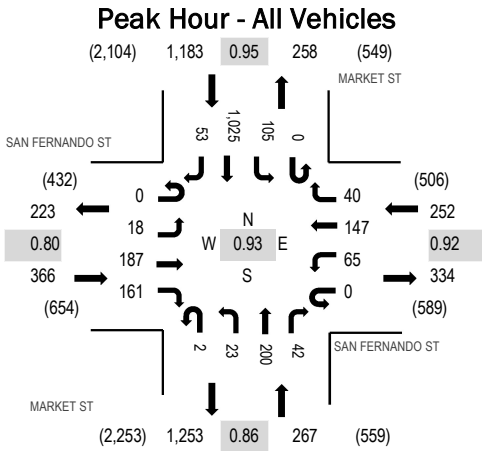 Peak Hour - All Vehicles
(2,104) 1,183 0.95 258 (549)
MARKET ST
53 1,025 105 0
SAN FERNANDO ST
(432) (506)
0 40
223 252
18 147
N
0.80 W 0.93 E 0.92
187 65
S
366 334
161 0
(654) (589)
2 23 200 42
SAN FERNANDO ST
MARKET ST
(2,253) 1,253 0.86 267 (559)